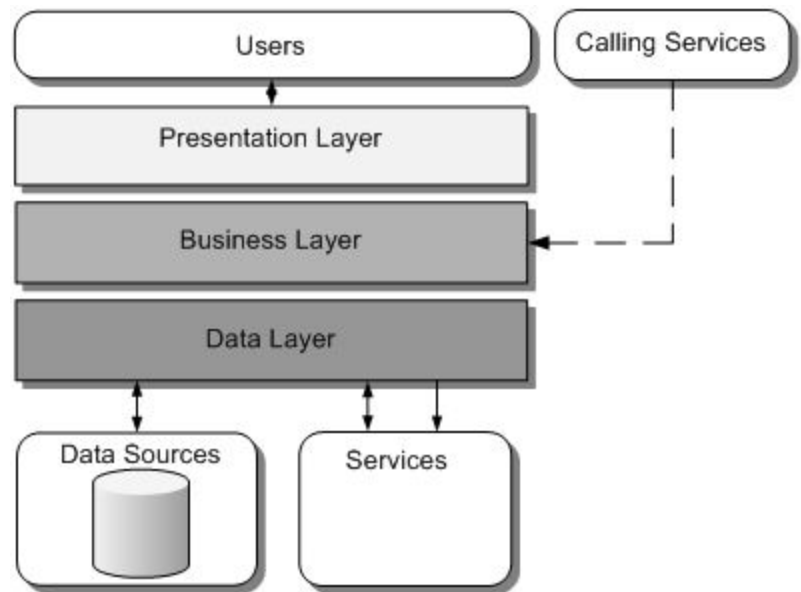 Users
Calling Services
Presentation Layer
Business Layer
Data Layer
Data Sources
Services